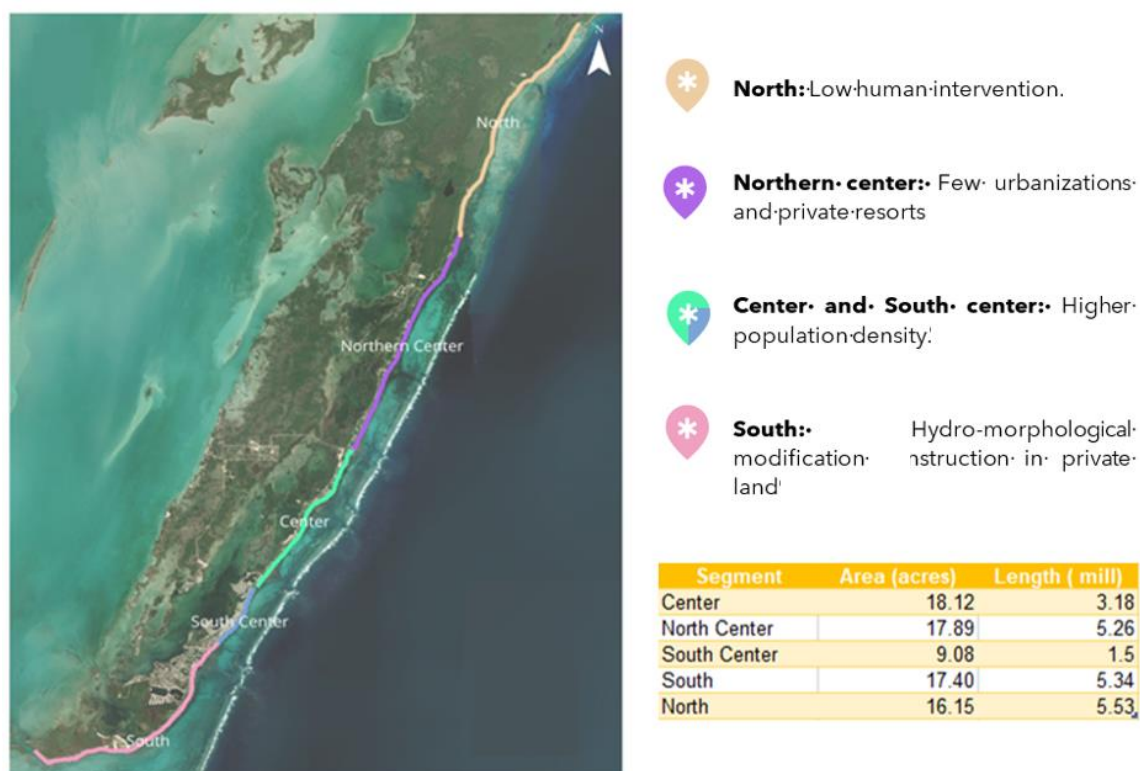 N
North
Northern Center
Center
South Center
South
North:·Low·human·intervention.
Northern· center:· Few· urbanizations·
and·private·resorts
Center· and· South· center:· Higher·
population·density.
South:· Hydro-morphological·
modification· nstruction· in· private·
land
Segment Area (acres) Length ( mill)
Center 18.12 3.18
North Center 17.89 5.26
South Center 9.08 1.5
South 17.40 5.34
North 16.15 5.53